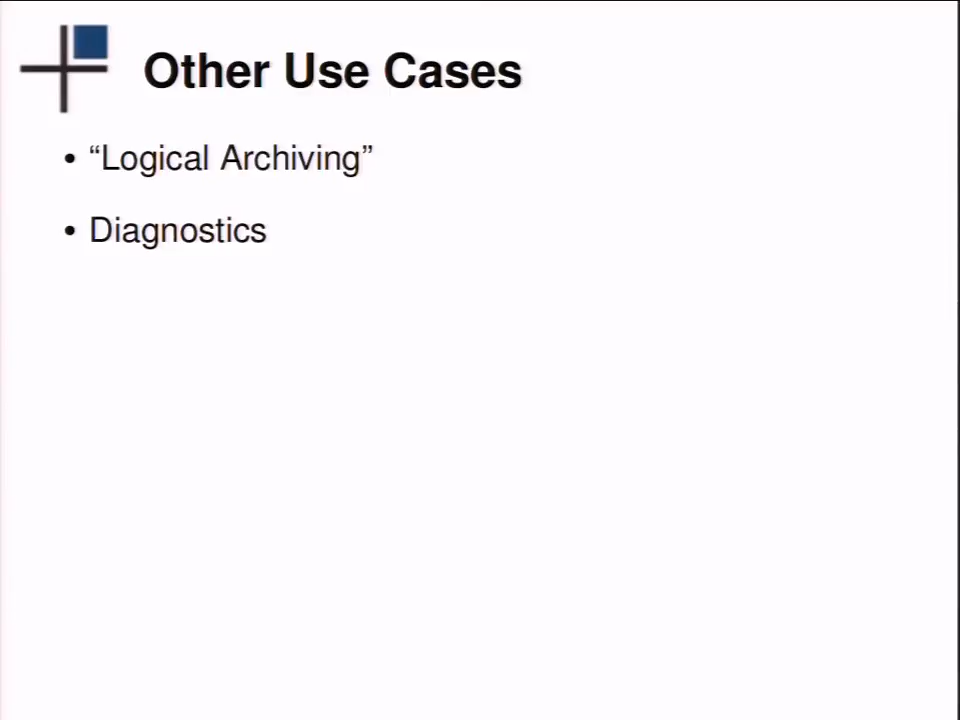 Other Use Cases
• “Logical Archiving”
• Diagnostics